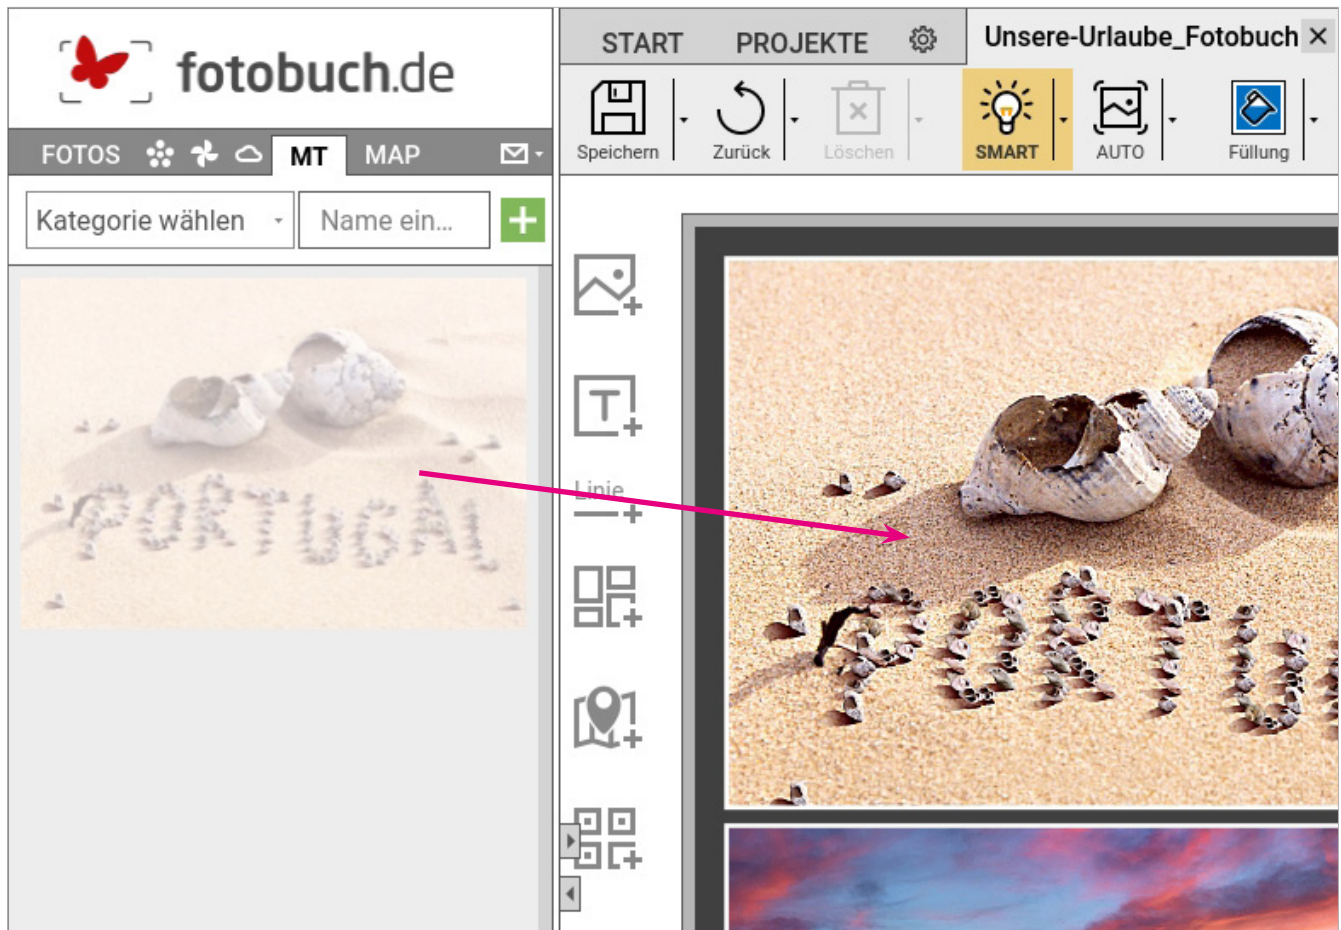 fotobuch.de
START PROJEKTE Unsere-Urlaube_Fotobuch
Speichern Zurück Löschen SMART AUTO Füllung
FOTOS MT MAP
Kategorie wählen Name ein...
T
Linie
PORTUGAL
PORTU